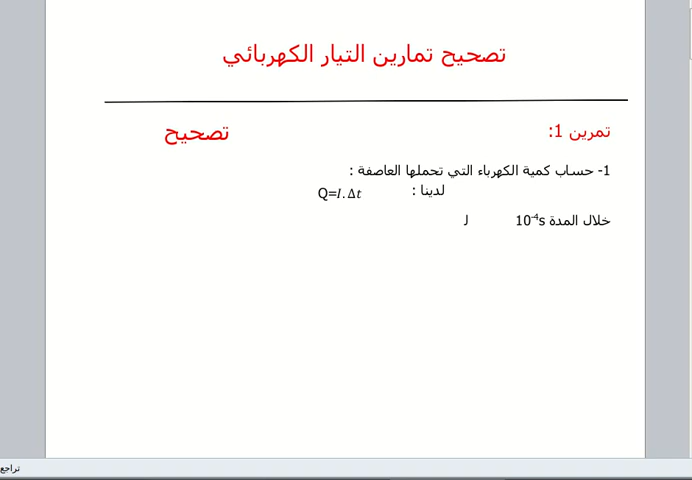 تصحيح تمارين التيار الكهربائي
تمرين 1: تصحيح
1- حساب كمية الكهرباء التي تحملها العاصفة :
لدينا : Q=I.Δt
خلال المدة 10⁻⁴s لـ
تراجع